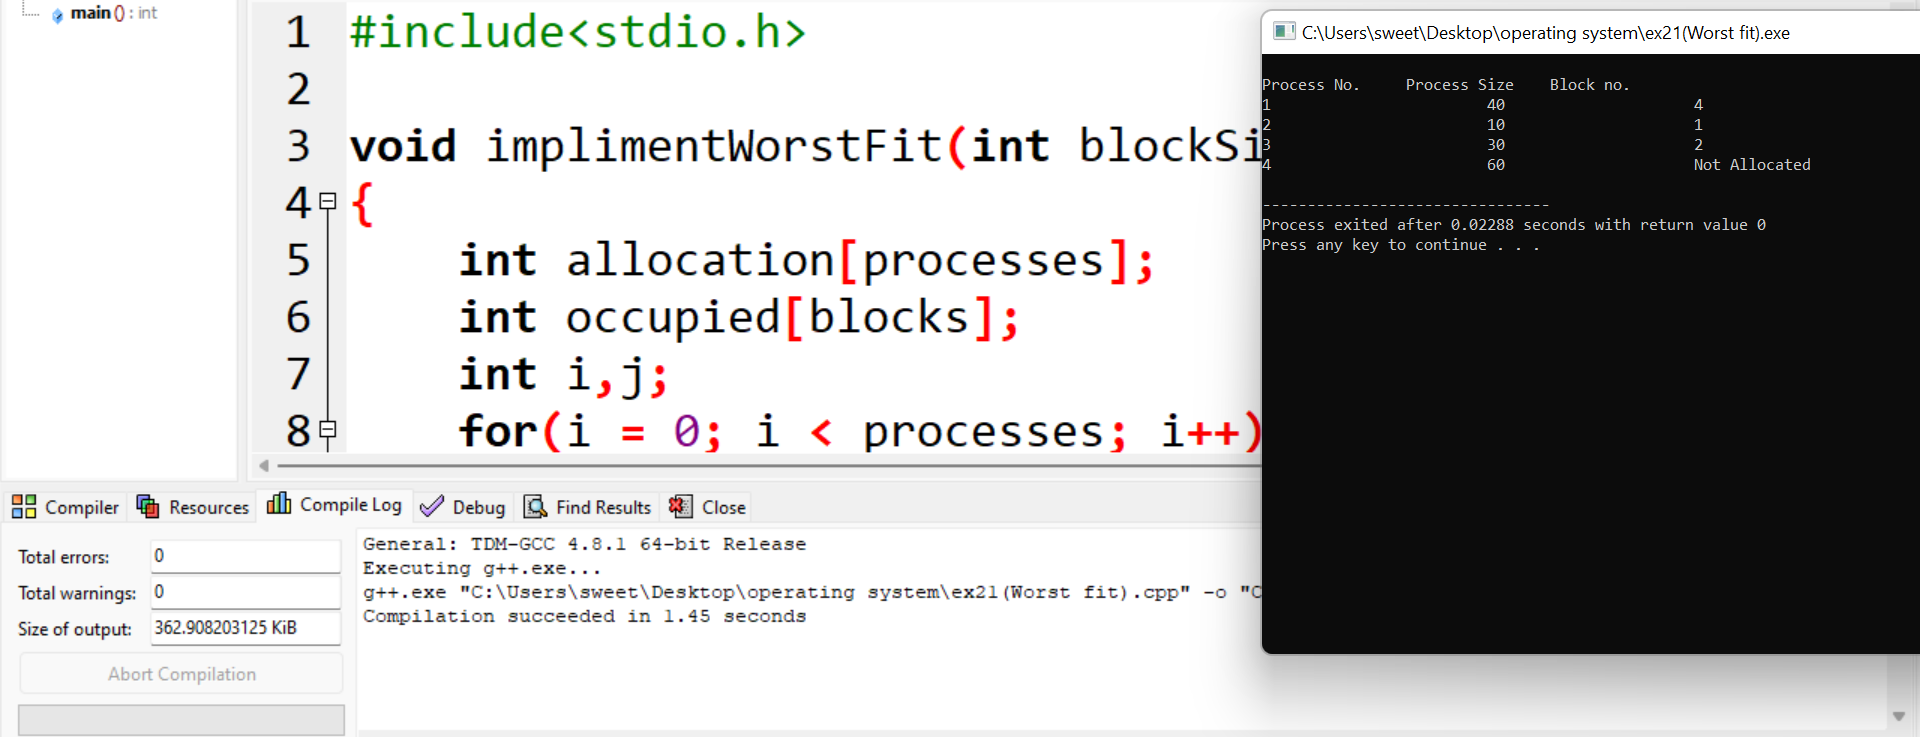 main() : int
1 #include<stdio.h>
2
3 void implimentWorstFit(int blockSi
4 {
5 int allocation[processes];
6 int occupied[blocks];
7 int i,j;
8 for(i = 0; i < processes; i++)
C:\Users\sweet\Desktop\operating system\ex21(Worst fit).exe
Process No. Process Size Block no.
1 40 4
2 10 1
3 30 2
4 60 Not Allocated
--------------------------------
Process exited after 0.02288 seconds with return value 0
Press any key to continue . . .
Compiler Resources Compile Log Debug Find Results Close
Total errors: 0
Total warnings: 0
Size of output: 362.908203125 KiB
Abort Compilation
General: TDM-GCC 4.8.1 64-bit Release
Executing g++.exe...
g++.exe "C:\Users\sweet\Desktop\operating system\ex21(Worst fit).cpp" -o "C
Compilation succeeded in 1.45 seconds